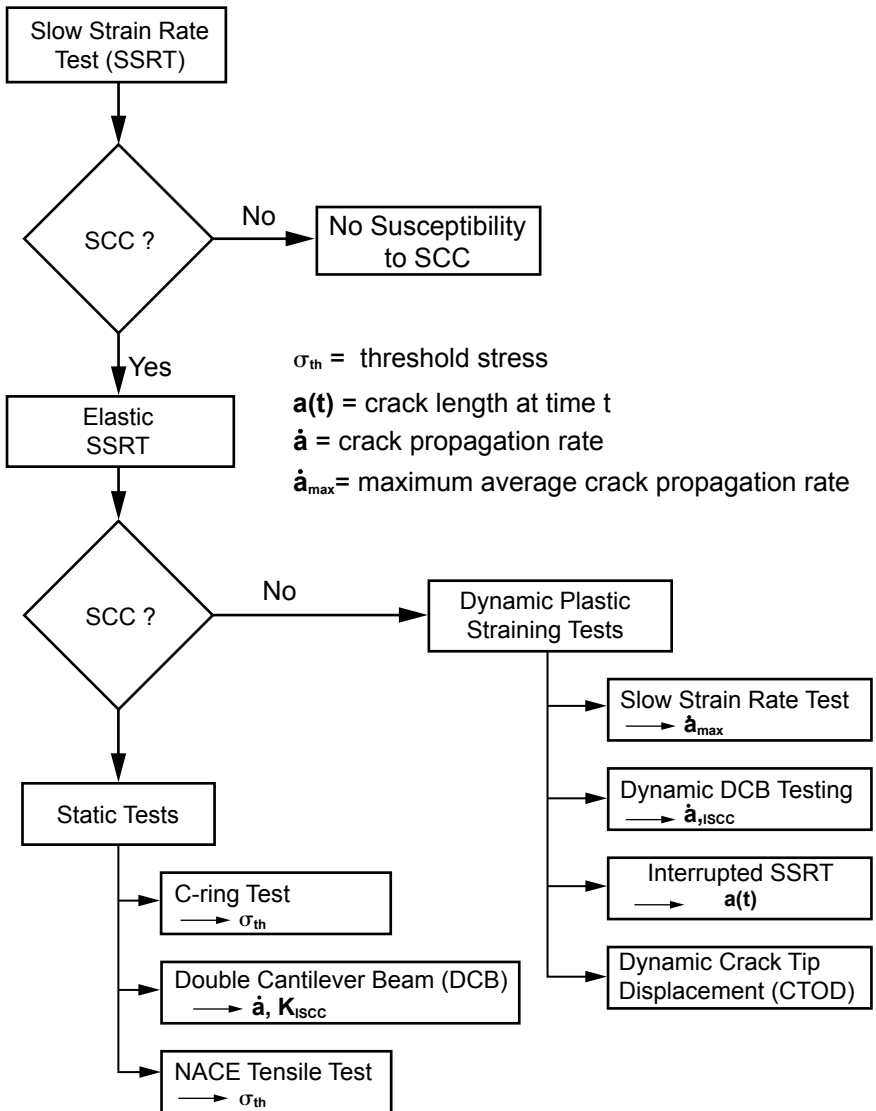 Slow Strain Rate
Test (SSRT)
SCC ?
No
No Susceptibility
to SCC
Yes
σth = threshold stress
a(t) = crack length at time t
ȧ = crack propagation rate
ȧmax= maximum average crack propagation rate
Elastic
SSRT
SCC ?
No
Dynamic Plastic
Straining Tests
Slow Strain Rate Test
ȧmax
Dynamic DCB Testing
ȧ,ISCC
Interrupted SSRT
a(t)
Dynamic Crack Tip
Displacement (CTOD)
Static Tests
C-ring Test
σth
Double Cantilever Beam (DCB)
ȧ, KISCC
NACE Tensile Test
σth